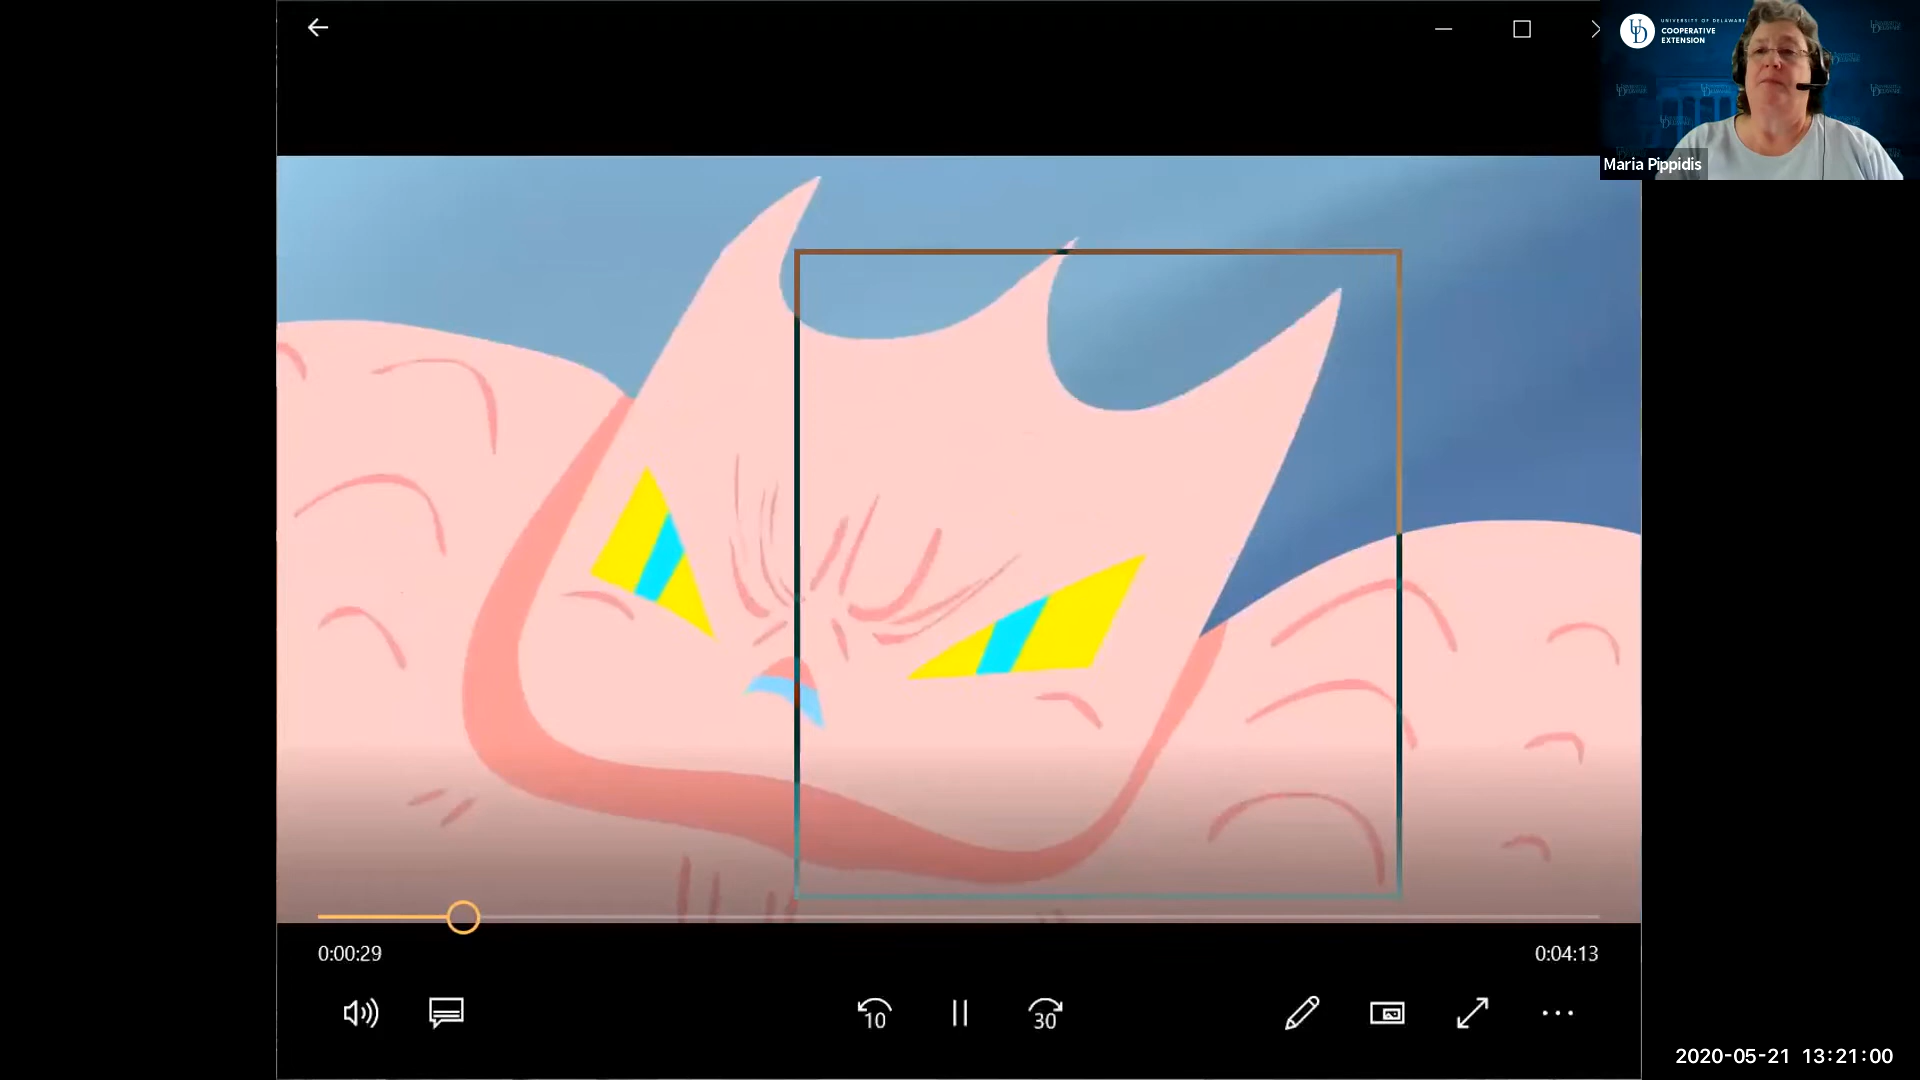 UNIVERSITY OF DELAWARE
COOPERATIVE
EXTENSION
Maria Pippidis
0:00:29
0:04:13
10
30
2020-05-21 13:21:00